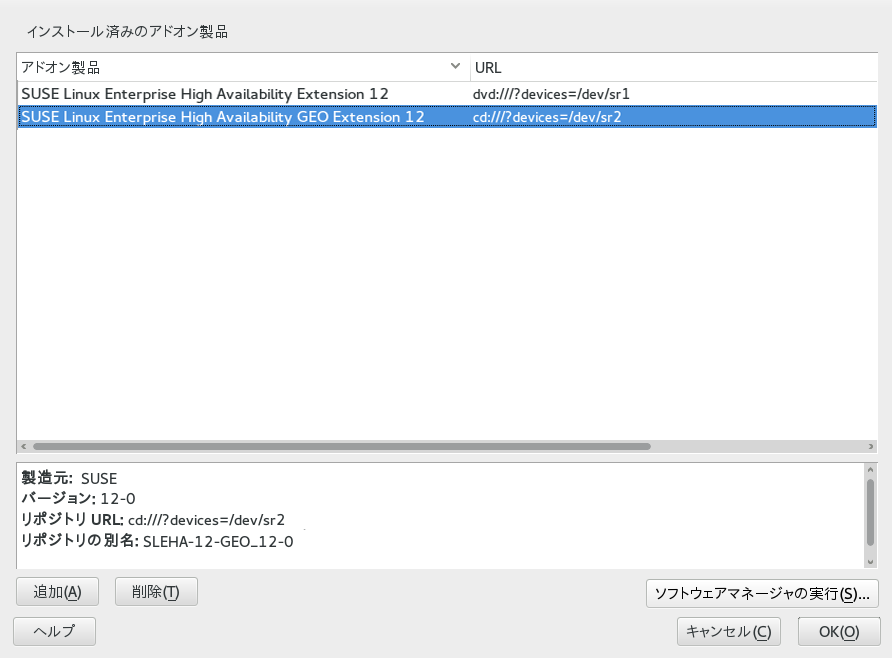 インストール済みのアドオン製品
アドオン製品 URL
SUSE Linux Enterprise High Availability Extension 12 dvd:///?devices=/dev/sr1
SUSE Linux Enterprise High Availability GEO Extension 12 cd:///?devices=/dev/sr2
製造元: SUSE
バージョン: 12-0
リポジトリ URL: cd:///?devices=/dev/sr2
リポジトリの別名: SLEHA-12-GEO_12-0
追加(A) 削除(T) ソフトウェアマネージャの実行(S)...
ヘルプ キャンセル(C) OK(O)